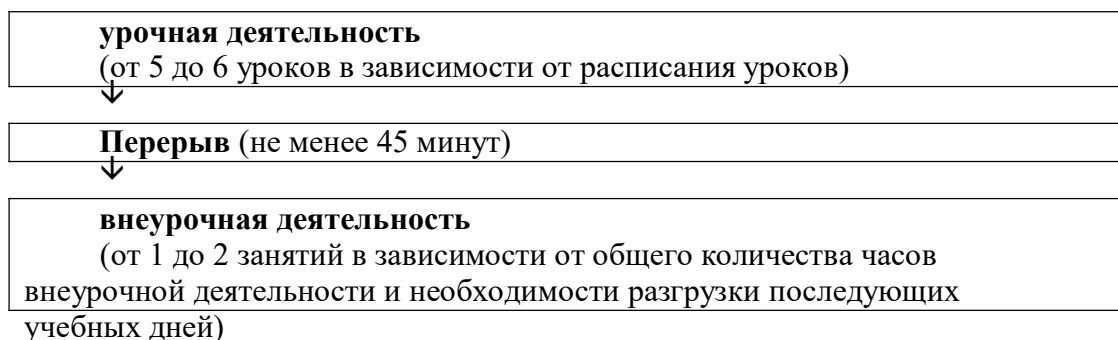 урочная деятельность
(от 5 до 6 уроков в зависимости от расписания уроков)
↓
Перерыв (не менее 45 минут)
↓
внеурочная деятельность
(от 1 до 2 занятий в зависимости от общего количества часов
внеурочной деятельности и необходимости разгрузки последующих
учебных дней)